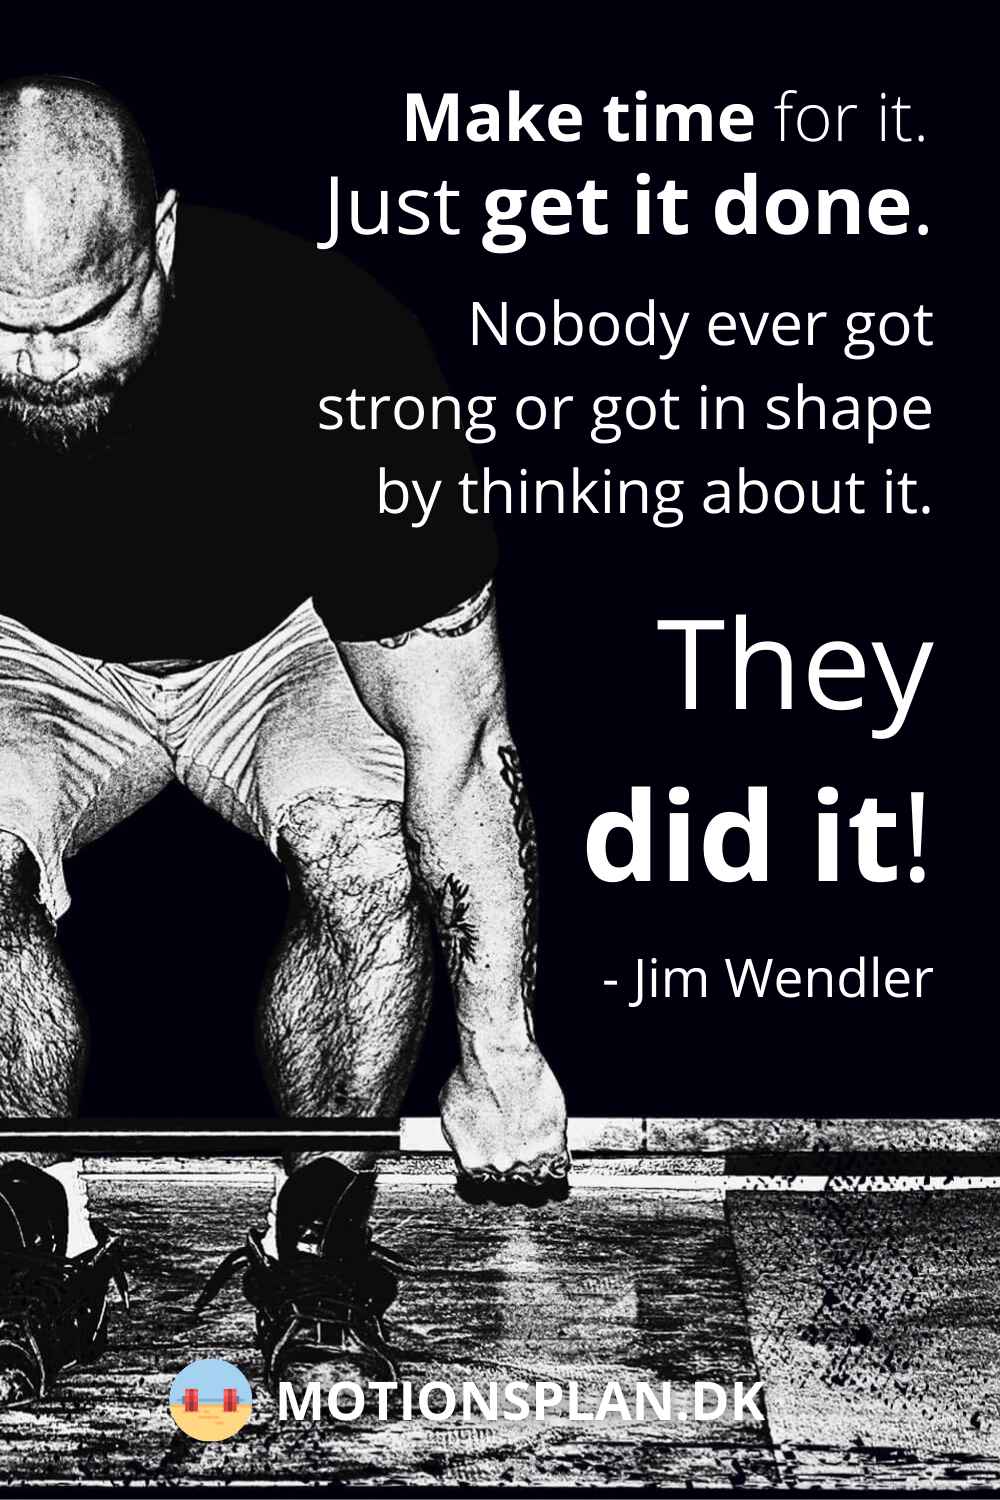 Make time for it.
Just get it done.
Nobody ever got
strong or got in shape
by thinking about it.
They
did it!
- Jim Wendler
MOTIONSPLAN.DK